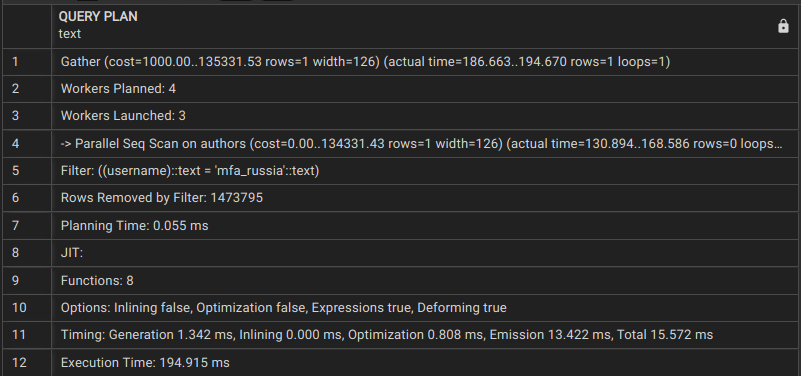 QUERY PLAN
text
1 Gather (cost=1000.00..135331.53 rows=1 width=126) (actual time=186.663..194.670 rows=1 loops=1)
2 Workers Planned: 4
3 Workers Launched: 3
4 -> Parallel Seq Scan on authors (cost=0.00..134331.43 rows=1 width=126) (actual time=130.894..168.586 rows=0 loops...
5 Filter: ((username)::text = 'mfa_russia'::text)
6 Rows Removed by Filter: 1473795
7 Planning Time: 0.055 ms
8 JIT:
9 Functions: 8
10 Options: Inlining false, Optimization false, Expressions true, Deforming true
11 Timing: Generation 1.342 ms, Inlining 0.000 ms, Optimization 0.808 ms, Emission 13.422 ms, Total 15.572 ms
12 Execution Time: 194.915 ms